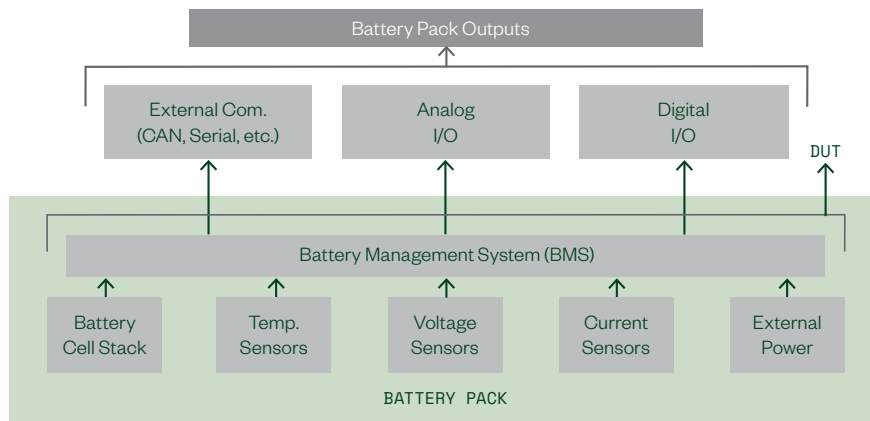 Battery Pack Outputs
External Com.
(CAN, Serial, etc.)
Analog
I/O
Digital
I/O
DUT
Battery Management System (BMS)
Battery
Cell Stack
Temp.
Sensors
Voltage
Sensors
Current
Sensors
External
Power
BATTERY PACK